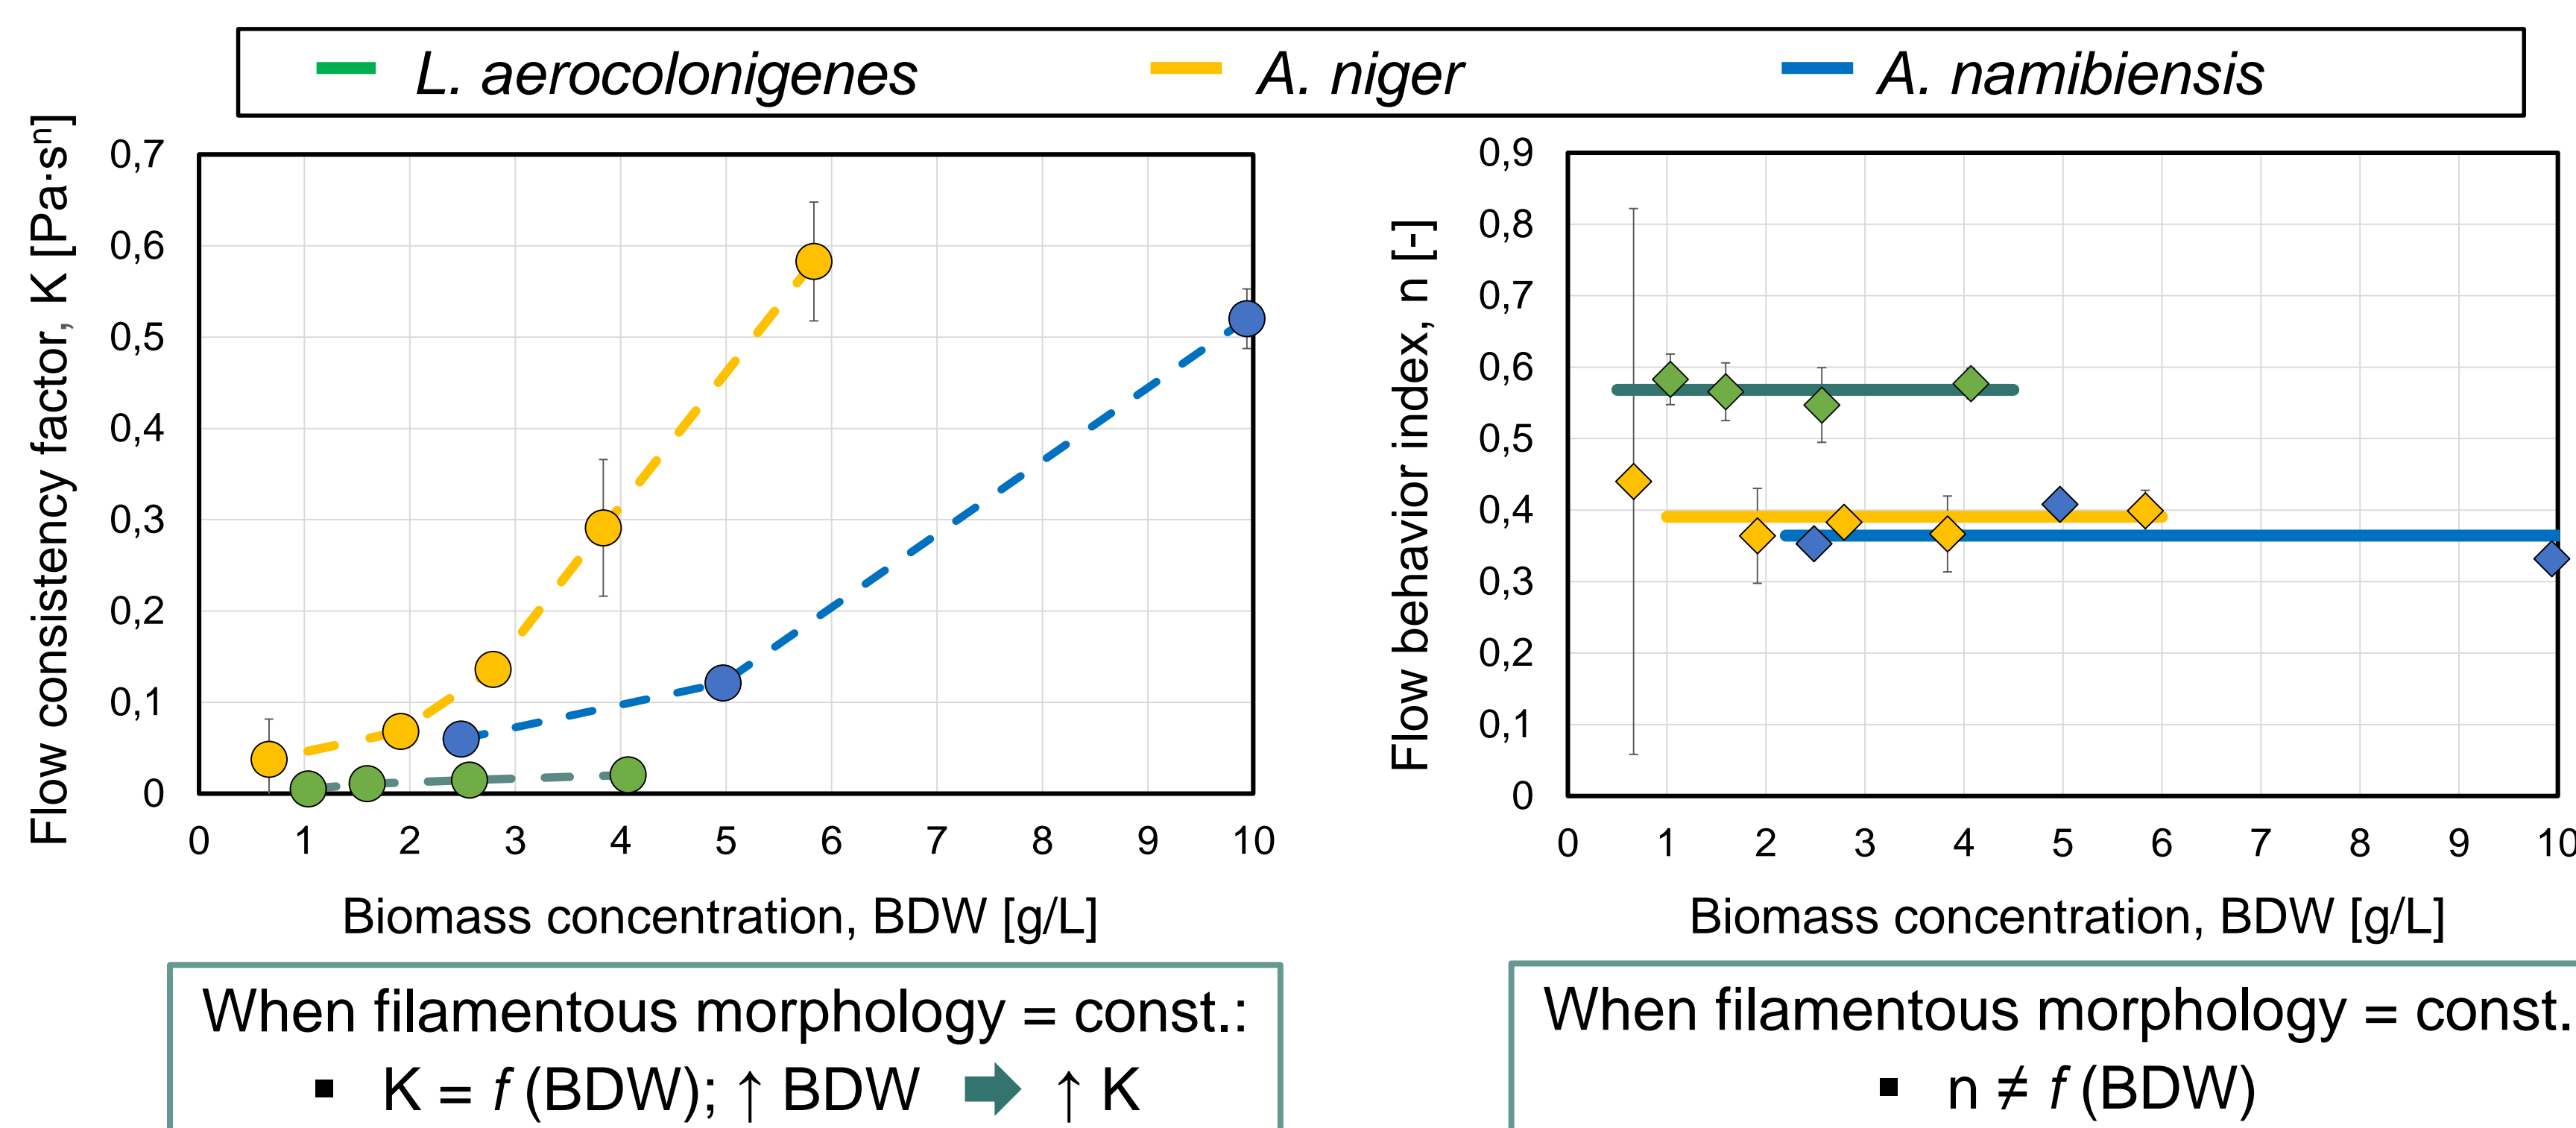 L. aerocolonigenes
A. niger
A. namibiensis
Flow consistency factor, K [Pa·sⁿ]
0,7
0,6
0,5
0,4
0,3
0,2
0,1
0
0 1 2 3 4 5 6 7 8 9 10
Biomass concentration, BDW [g/L]
Flow behavior index, n [-]
0,9
0,8
0,7
0,6
0,5
0,4
0,3
0,2
0,1
0
0 1 2 3 4 5 6 7 8 9 10
Biomass concentration, BDW [g/L]
When filamentous morphology = const.:
▪ K = f (BDW); ↑ BDW ➡ ↑ K
When filamentous morphology = const.
▪ n ≠ f (BDW)